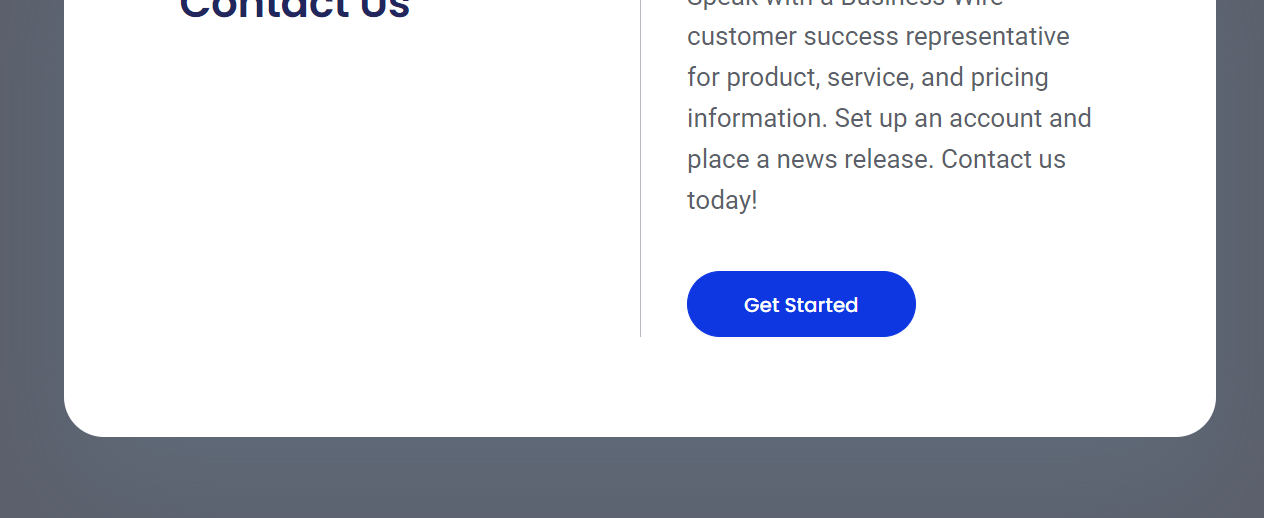 Contact Us
Speak with a Business Wire
customer success representative
for product, service, and pricing
information. Set up an account and
place a news release. Contact us
today!
Get Started